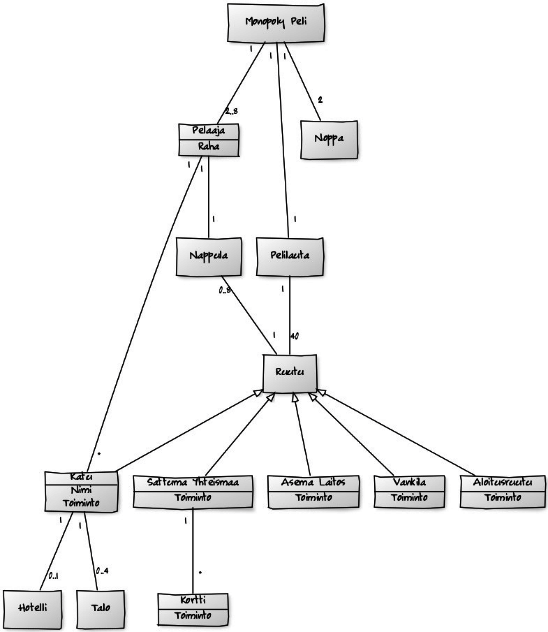 Monopoly Peli
1
1
1
2..8
2
Pelaaja
Raha
Noppa
1
1
1
1
Nappula
Pelilauta
0..8
1
1
40
Ruutu
*
Katu
Nimi
Toiminto
Sattuma Yhteismaa
Toiminto
Asema Laitos
Toiminto
Vankila
Toiminto
Aloitusruutu
Toiminto
1
1
1
0..1
0..4
*
Hotelli
Talo
Kortti
Toiminto